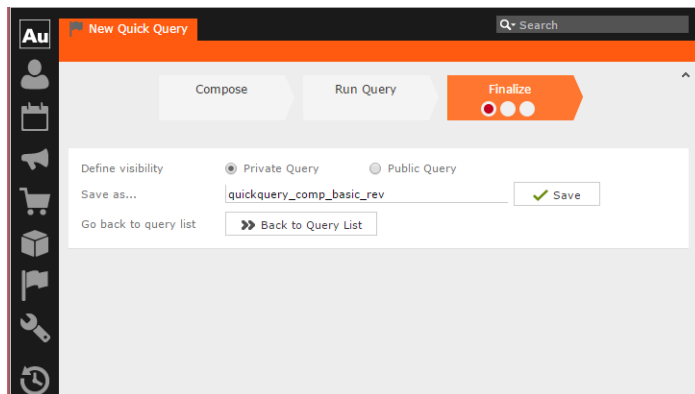 Au
New Quick Query
Search
Compose
Run Query
Finalize
Define visibility
Private Query
Public Query
Save as...
quickquery_comp_basic_rev
Save
Go back to query list
Back to Query List